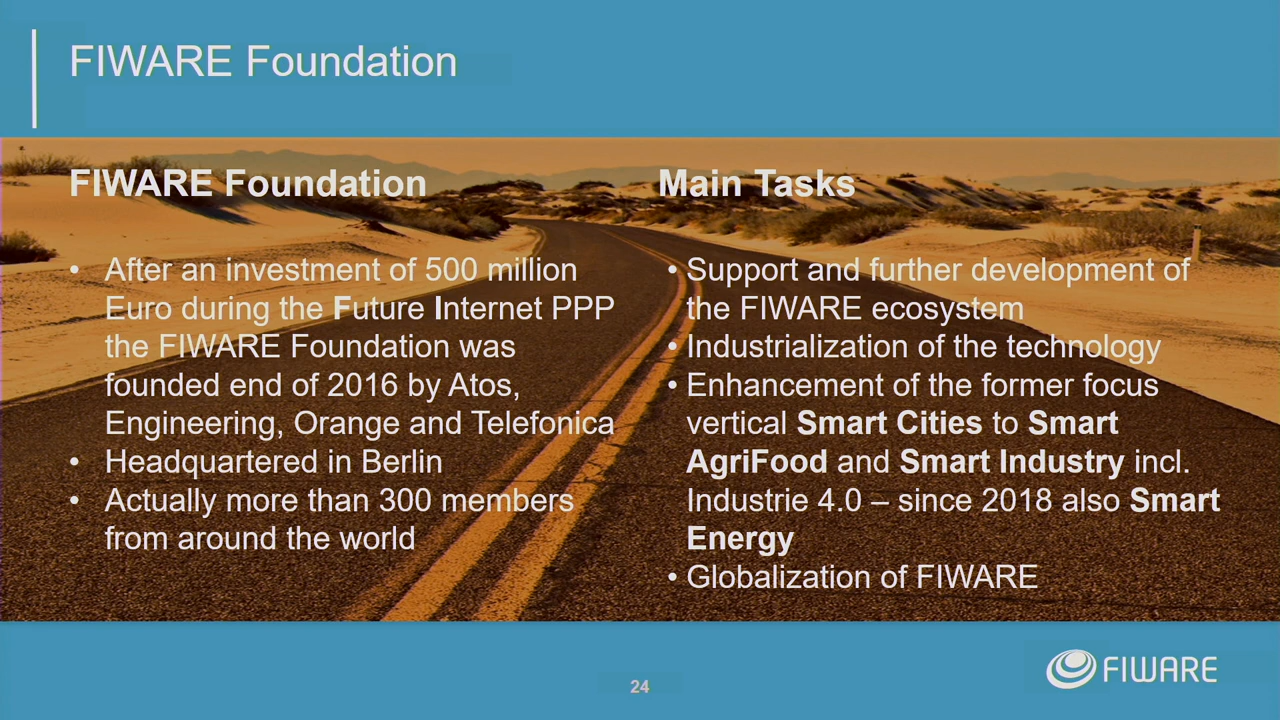 FIWARE Foundation
FIWARE Foundation
• After an investment of 500 million
Euro during the Future Internet PPP
the FIWARE Foundation was
founded end of 2016 by Atos,
Engineering, Orange and Telefonica
• Headquartered in Berlin
• Actually more than 300 members
from around the world
Main Tasks
• Support and further development of
the FIWARE ecosystem
• Industrialization of the technology
• Enhancement of the former focus
vertical Smart Cities to Smart
AgriFood and Smart Industry incl.
Industrie 4.0 – since 2018 also Smart
Energy
• Globalization of FIWARE
24
FIWARE